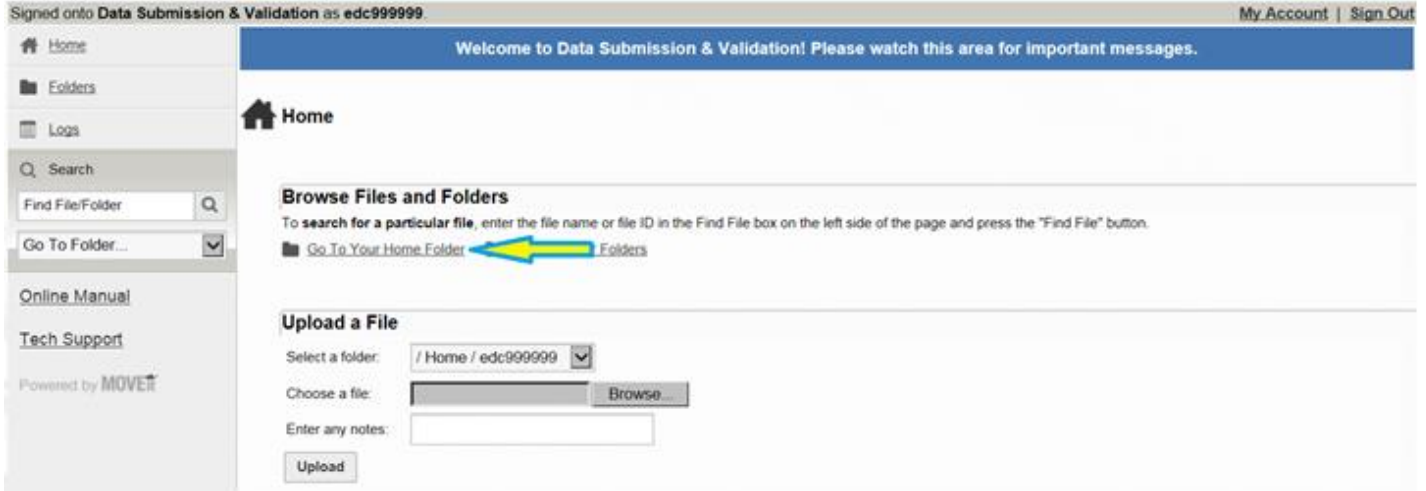 Signed onto Data Submission & Validation as edc999999.
My Account | Sign Out
Home
Folders
Logs
Search
Find File/Folder
Go To Folder...
Online Manual
Tech Support
Powered by MOVEit
Welcome to Data Submission & Validation! Please watch this area for important messages.
Home
Browse Files and Folders
To search for a particular file, enter the file name or file ID in the Find File box on the left side of the page and press the "Find File" button.
Go To Your Home Folder Folders
Upload a File
Select a folder: / Home / edc999999
Choose a file: Browse...
Enter any notes:
Upload